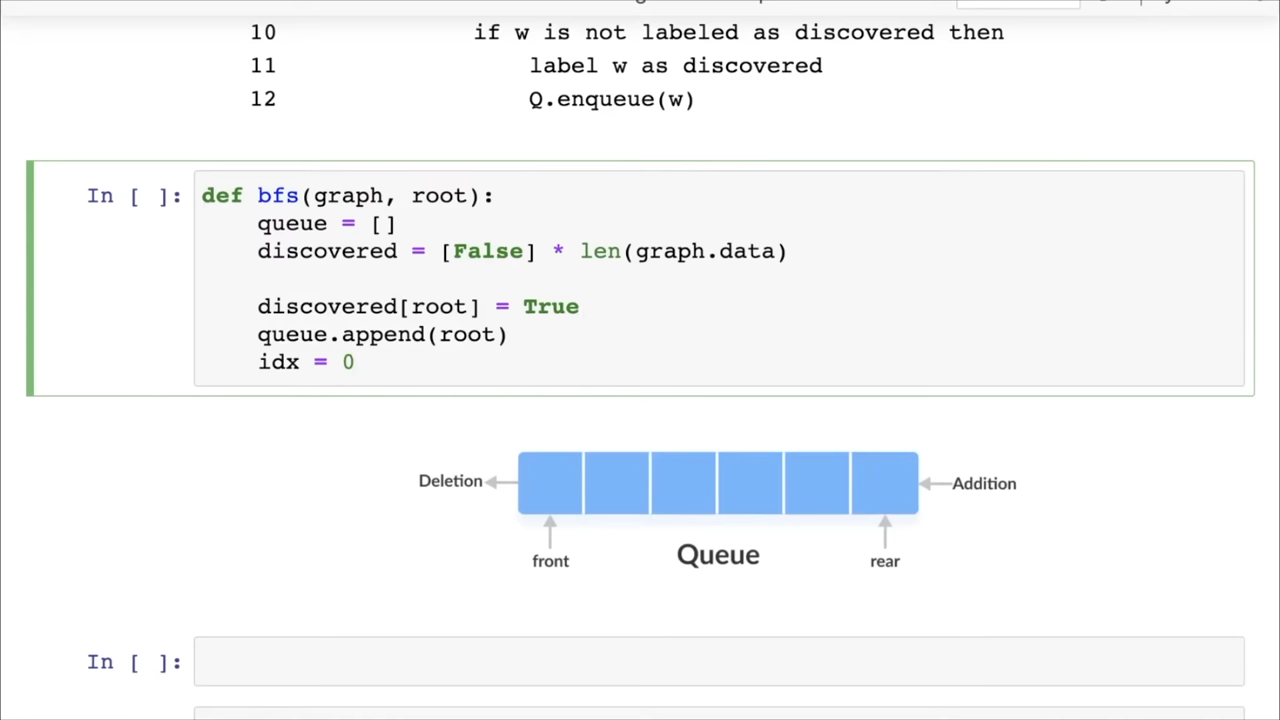 10 if w is not labeled as discovered then
11 label w as discovered
12 Q.enqueue(w)
In [ ]: def bfs(graph, root):
queue = []
discovered = [False] * len(graph.data)
discovered[root] = True
queue.append(root)
idx = 0
Deletion Addition
front Queue rear
In [ ]: